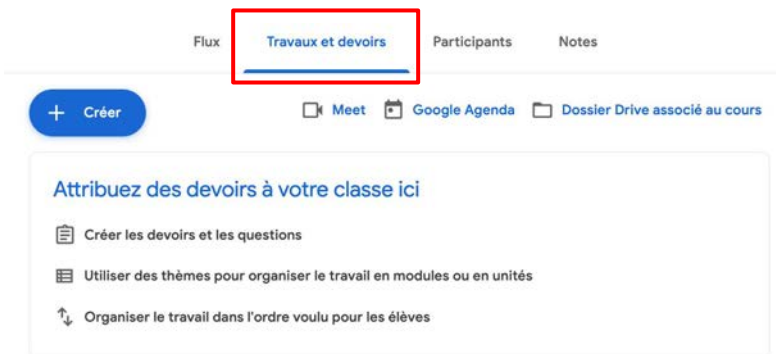 Flux Travaux et devoirs Participants Notes
+ Créer Meet Google Agenda Dossier Drive associé au cours
Attribuez des devoirs à votre classe ici
Créer les devoirs et les questions
Utiliser des thèmes pour organiser le travail en modules ou en unités
Organiser le travail dans l'ordre voulu pour les élèves